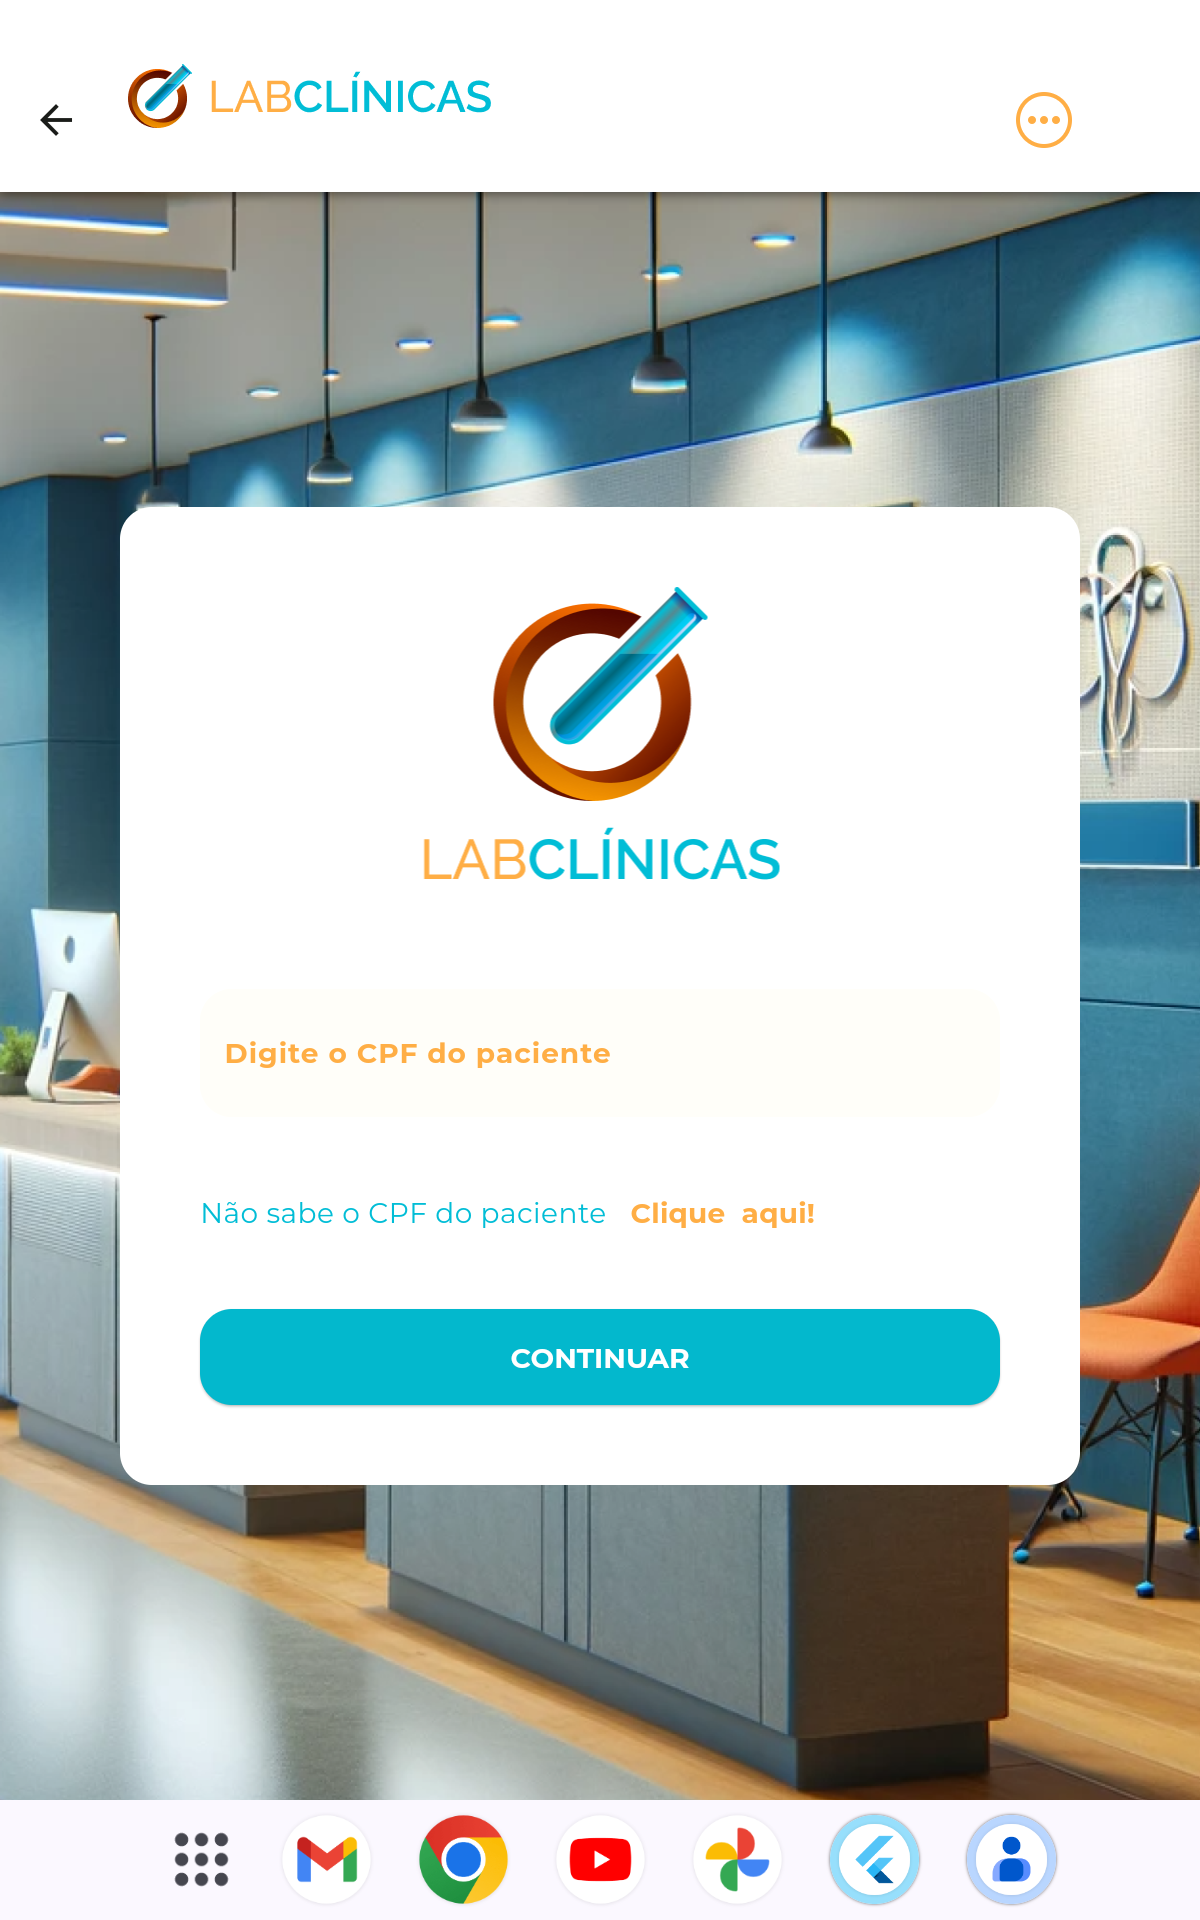 LABCLÍNICAS
LABCLÍNICAS
Digite o CPF do paciente
Não sabe o CPF do paciente Clique aqui!
CONTINUAR